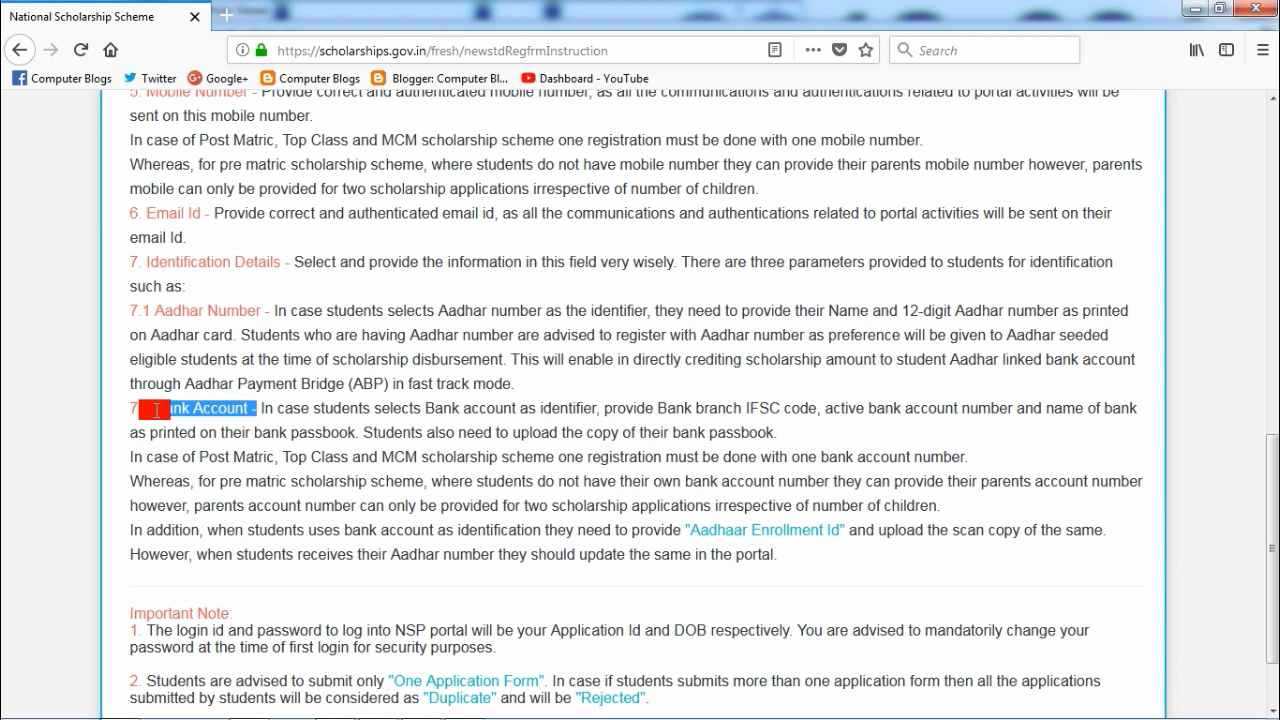 National Scholarship Scheme
https://scholarships.gov.in/fresh/newstdRegfrmInstruction
Search
Computer Blogs Twitter Google+ Computer Blogs Blogger: Computer Bl... Dashboard - YouTube
5. Mobile Number - Provide correct and authenticated mobile number, as all the communications and authentications related to portal activities will be
sent on this mobile number.
In case of Post Matric, Top Class and MCM scholarship scheme one registration must be done with one mobile number.
Whereas, for pre matric scholarship scheme, where students do not have mobile number they can provide their parents mobile number however, parents
mobile can only be provided for two scholarship applications irrespective of number of children.
6. Email Id - Provide correct and authenticated email id, as all the communications and authentications related to portal activities will be sent on their
email Id.
7. Identification Details - Select and provide the information in this field very wisely. There are three parameters provided to students for identification
such as:
7.1 Aadhar Number - In case students selects Aadhar number as the identifier, they need to provide their Name and 12-digit Aadhar number as printed
on Aadhar card. Students who are having Aadhar number are advised to register with Aadhar number as preference will be given to Aadhar seeded
eligible students at the time of scholarship disbursement. This will enable in directly crediting scholarship amount to student Aadhar linked bank account
through Aadhar Payment Bridge (ABP) in fast track mode.
7 ank Account - In case students selects Bank account as identifier, provide Bank branch IFSC code, active bank account number and name of bank
as printed on their bank passbook. Students also need to upload the copy of their bank passbook.
In case of Post Matric, Top Class and MCM scholarship scheme one registration must be done with one bank account number.
Whereas, for pre matric scholarship scheme, where students do not have their own bank account number they can provide their parents account number
however, parents account number can only be provided for two scholarship applications irrespective of number of children.
In addition, when students uses bank account as identification they need to provide "Aadhaar Enrollment Id" and upload the scan copy of the same.
However, when students receives their Aadhar number they should update the same in the portal.
Important Note:
1. The login id and password to log into NSP portal will be your Application Id and DOB respectively. You are advised to mandatorily change your
password at the time of first login for security purposes.
2. Students are advised to submit only "One Application Form". In case if students submits more than one application form then all the applications
submitted by students will be considered as "Duplicate" and will be "Rejected".